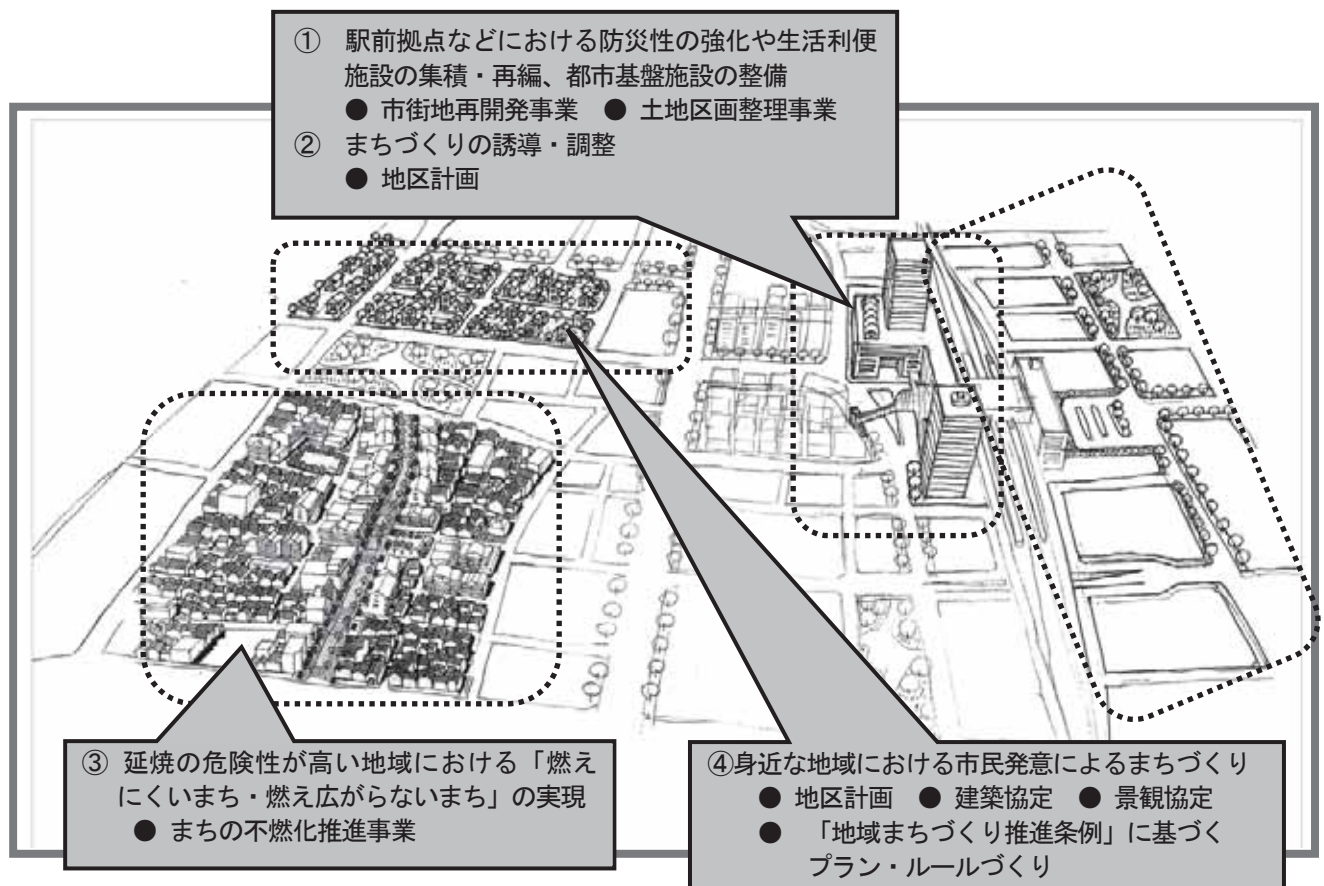 ① 駅前拠点などにおける防災性の強化や生活利便
施設の集積・再編、都市基盤施設の整備
● 市街地再開発事業 ● 土地区画整理事業
② まちづくりの誘導・調整
● 地区計画
③ 延焼の危険性が高い地域における「燃え
にくいまち・燃え広がらないまち」の実現
● まちの不燃化推進事業
④身近な地域における市民発意によるまちづくり
● 地区計画 ● 建築協定 ● 景観協定
● 「地域まちづくり推進条例」に基づく
プラン・ルールづくり